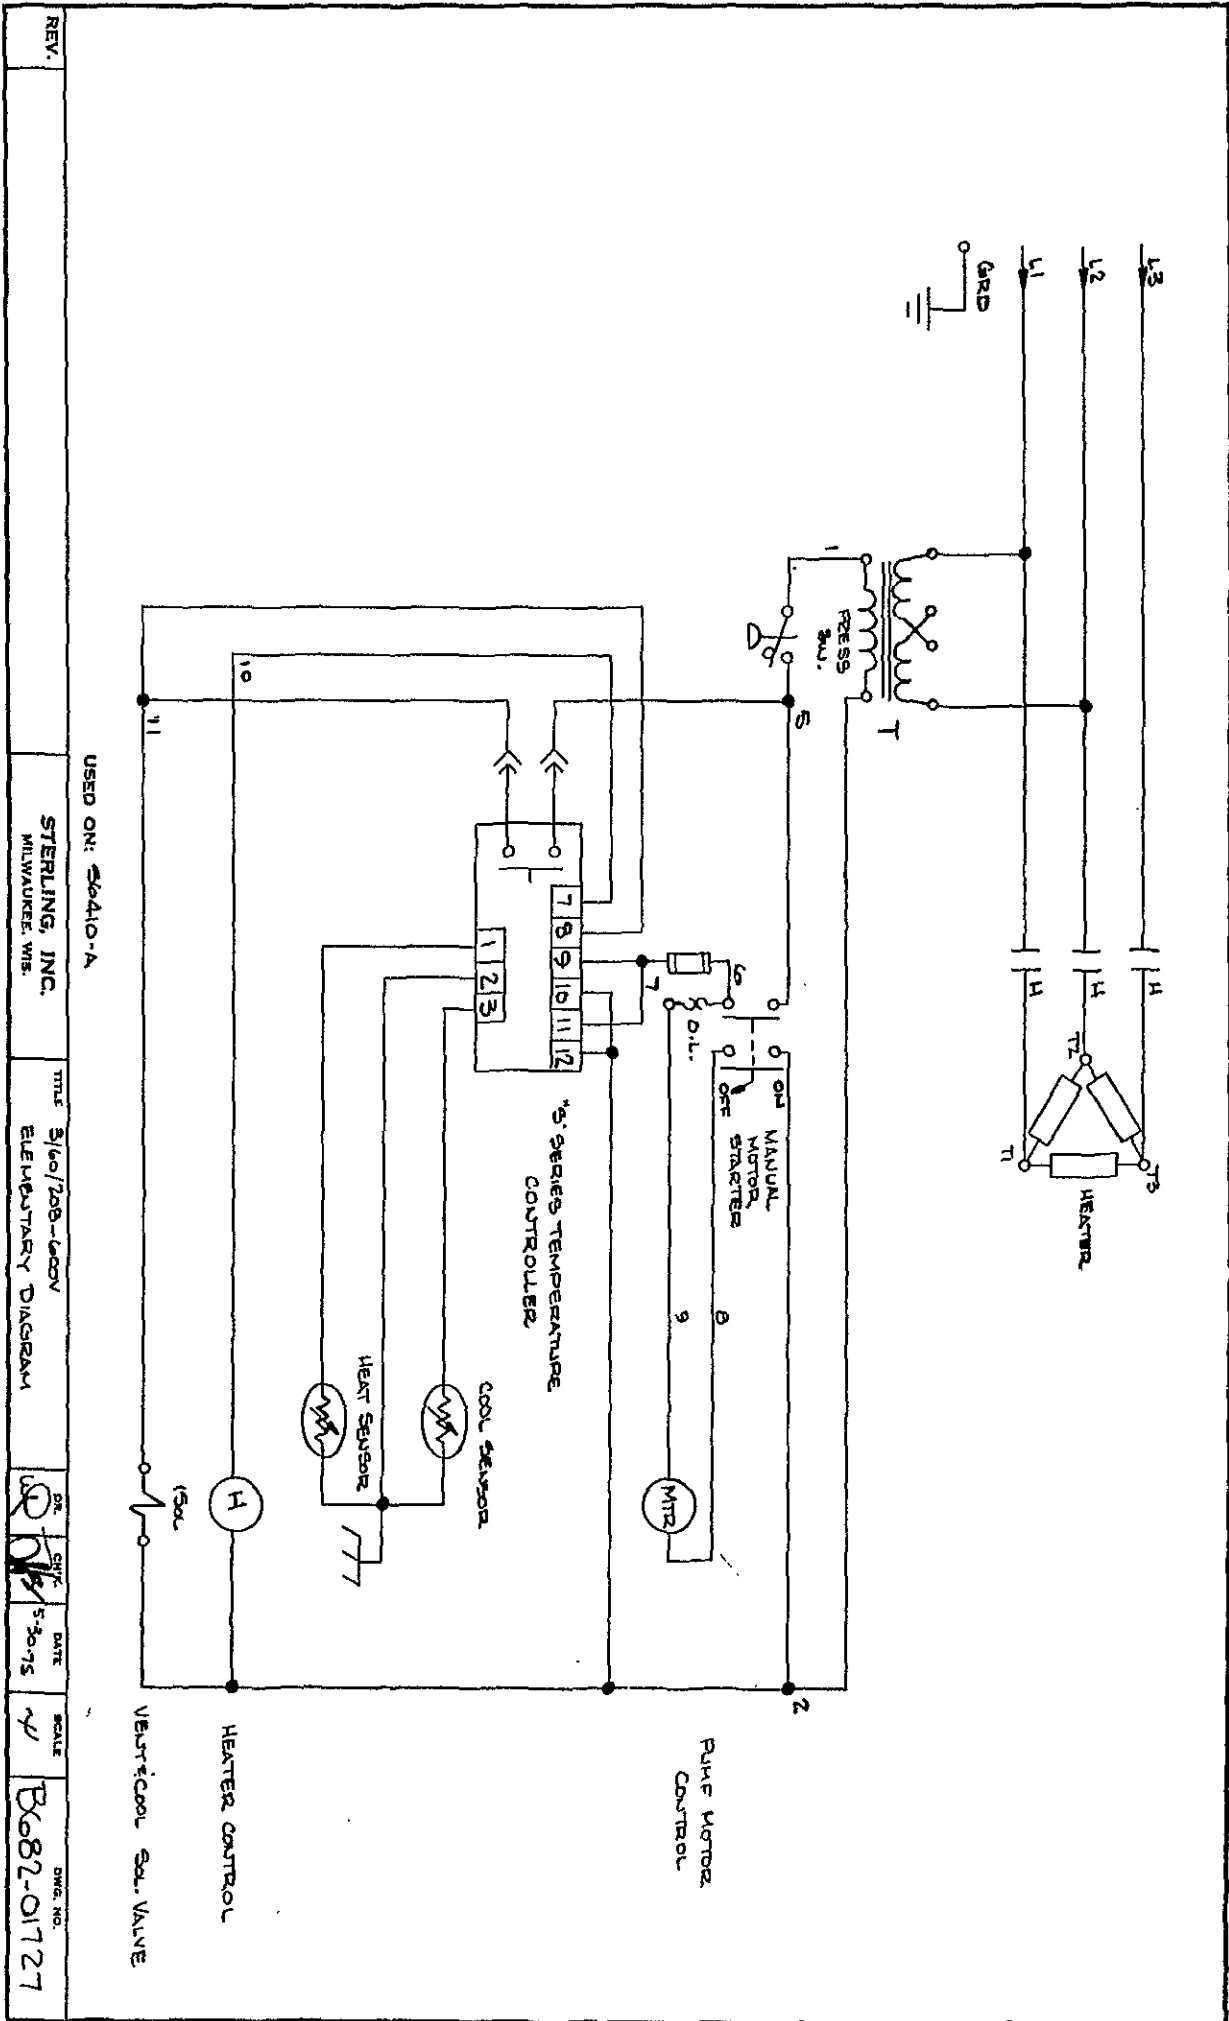 L3
L2
L1
GRD
H
H
H
T2
T3
T1
HEATER
T
1
PRESS
SW.
5
2
ON
OFF
MANUAL
MOTOR
STARTER
6
7
O.L.
8
9
MTR
PUMP MOTOR
CONTROL
7 8 9 10 11 12
1 2 3
"S" SERIES TEMPERATURE
CONTROLLER
COOL SENSOR
HEAT SENSOR
10
H
HEATER CONTROL
11
1SOL
VENT & COOL SOL. VALVE
USED ON: S6410-A
REV.
STERLING, INC.
MILWAUKEE, WIS.
TITLE 3/60/208-600V
ELEMENTARY DIAGRAM
DR.
CH'K.
DATE
5-30-75
SCALE
DWG. NO.
B682-01727